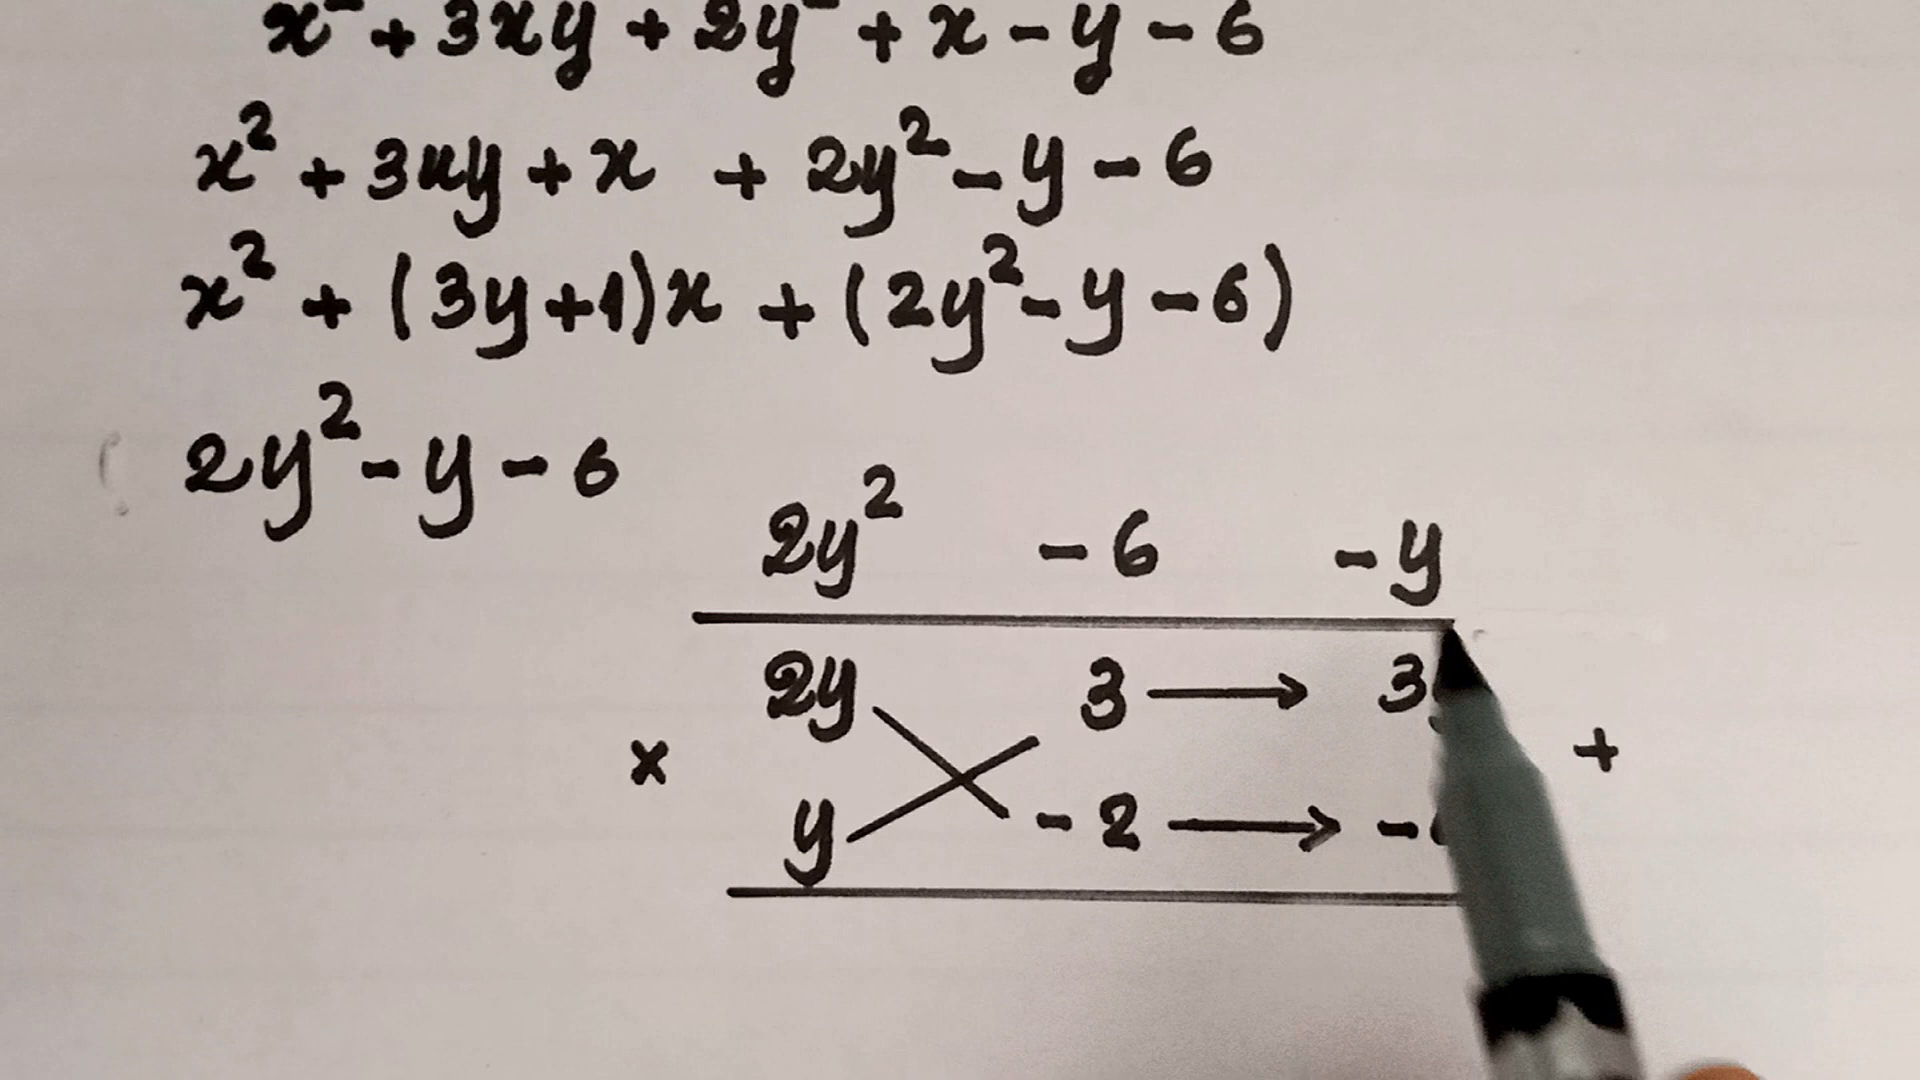 x² + 3xy + 2y² + x - y - 6
x² + 3xy + x + 2y² - y - 6
x² + (3y+1)x + (2y² - y - 6)
2y² - y - 6
2y² - 6 - y
2y 3 → 3
× +
y - 2 → -